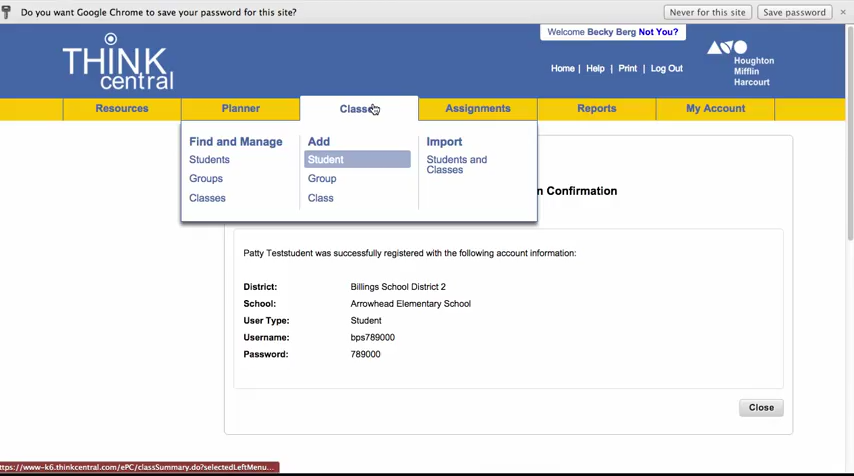 Do you want Google Chrome to save your password for this site?
Never for this site
Save password
×
Welcome Becky Berg Not You?
THINK
central
Home | Help | Print | Log Out
Houghton
Mifflin
Harcourt
Resources
Planner
Classes
Assignments
Reports
My Account
Find and Manage
Add
Import
Students
Student
Students and
Classes
Groups
Group
Classes
Class
n Confirmation
Patty Teststudent was successfully registered with the following account information:
District: Billings School District 2
School: Arrowhead Elementary School
User Type: Student
Username: bps789000
Password: 789000
Close
https://www-k6.thinkcentral.com/ePC/classSummary.do?selectedLeftMenu...